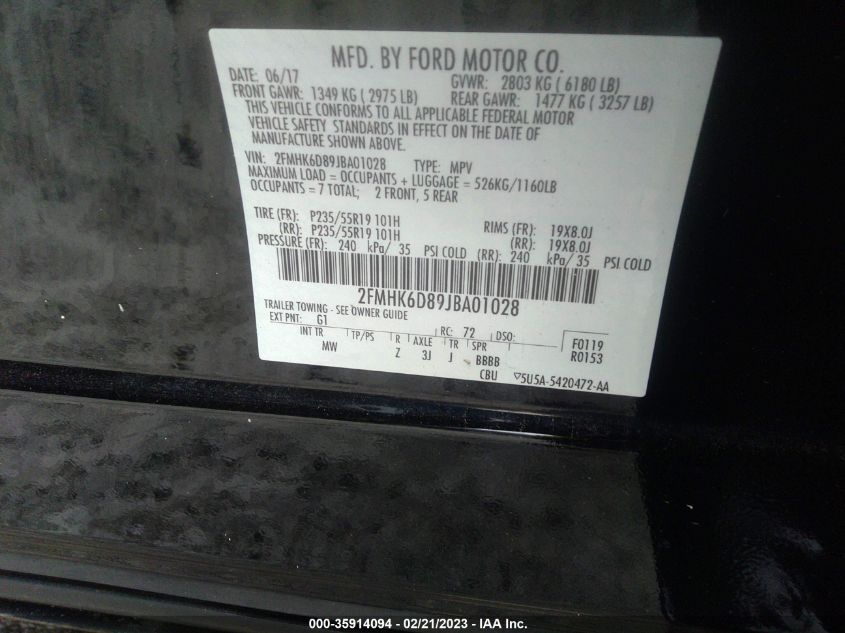 MFD. BY FORD MOTOR CO.
DATE: 06/17 GVWR: 2803 KG ( 6180 LB)
FRONT GAWR: 1349 KG ( 2975 LB) REAR GAWR: 1477 KG ( 3257 LB)
THIS VEHICLE CONFORMS TO ALL APPLICABLE FEDERAL MOTOR
VEHICLE SAFETY STANDARDS IN EFFECT ON THE DATE OF
MANUFACTURE SHOWN ABOVE.
VIN: 2FMHK6D89JBA01028 TYPE: MPV
MAXIMUM LOAD = OCCUPANTS + LUGGAGE = 526KG/1160LB
OCCUPANTS = 7 TOTAL; 2 FRONT, 5 REAR
TIRE (FR): P235/55R19 101H RIMS (FR): 19X8.0J
(RR): P235/55R19 101H (RR): 19X8.0J
PRESSURE (FR): 240 kPa/ 35 PSI COLD (RR): 240 kPa/ 35 PSI COLD
2FMHK6D89JBA01028
TRAILER TOWING - SEE OWNER GUIDE
EXT PNT: G1 RC: 72 DSO: F0119
INT TR TP/PS R AXLE TR SPR R0153
MW Z 3J J BBBB
CBU ▽5U5A-5420472-AA
000-35914094 - 02/21/2023 - IAA Inc.